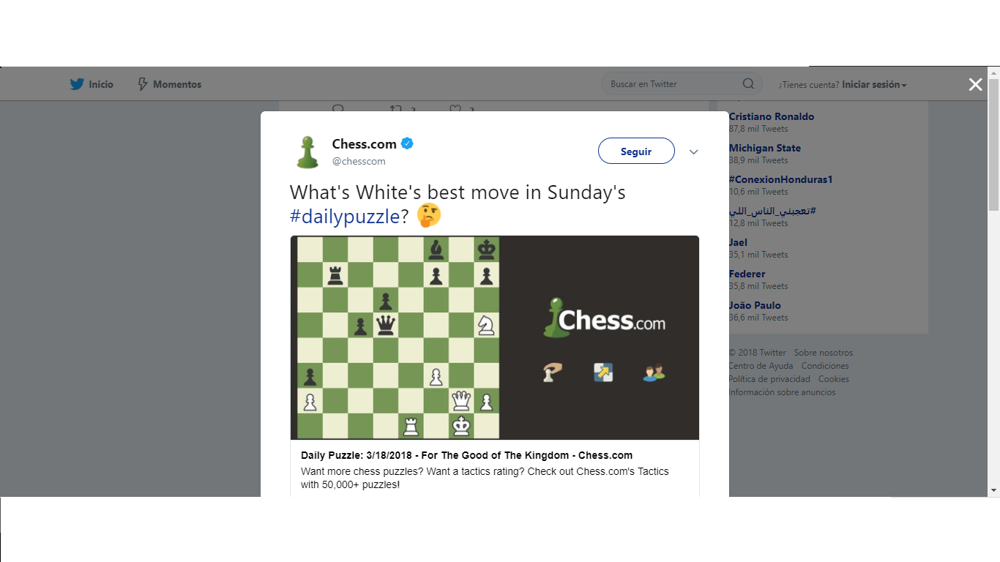 Inicio
Momentos
Buscar en Twitter
¿Tienes cuenta? Iniciar sesión
Chess.com
@chesscom
Seguir
What's White's best move in Sunday's
#dailypuzzle?
Chess.com
Daily Puzzle: 3/18/2018 - For The Good of The Kingdom - Chess.com
Want more chess puzzles? Want a tactics rating? Check out Chess.com's Tactics
with 50,000+ puzzles!
Cristiano Ronaldo
87,8 mil Tweets
Michigan State
38,9 mil Tweets
#ConexionHonduras1
10,6 mil Tweets
#تعجبني_الناس_اللي
12,8 mil Tweets
Jael
35,1 mil Tweets
Federer
35,8 mil Tweets
João Paulo
36,6 mil Tweets
© 2018 Twitter Sobre nosotros
Centro de Ayuda Condiciones
Política de privacidad Cookies
Información sobre anuncios